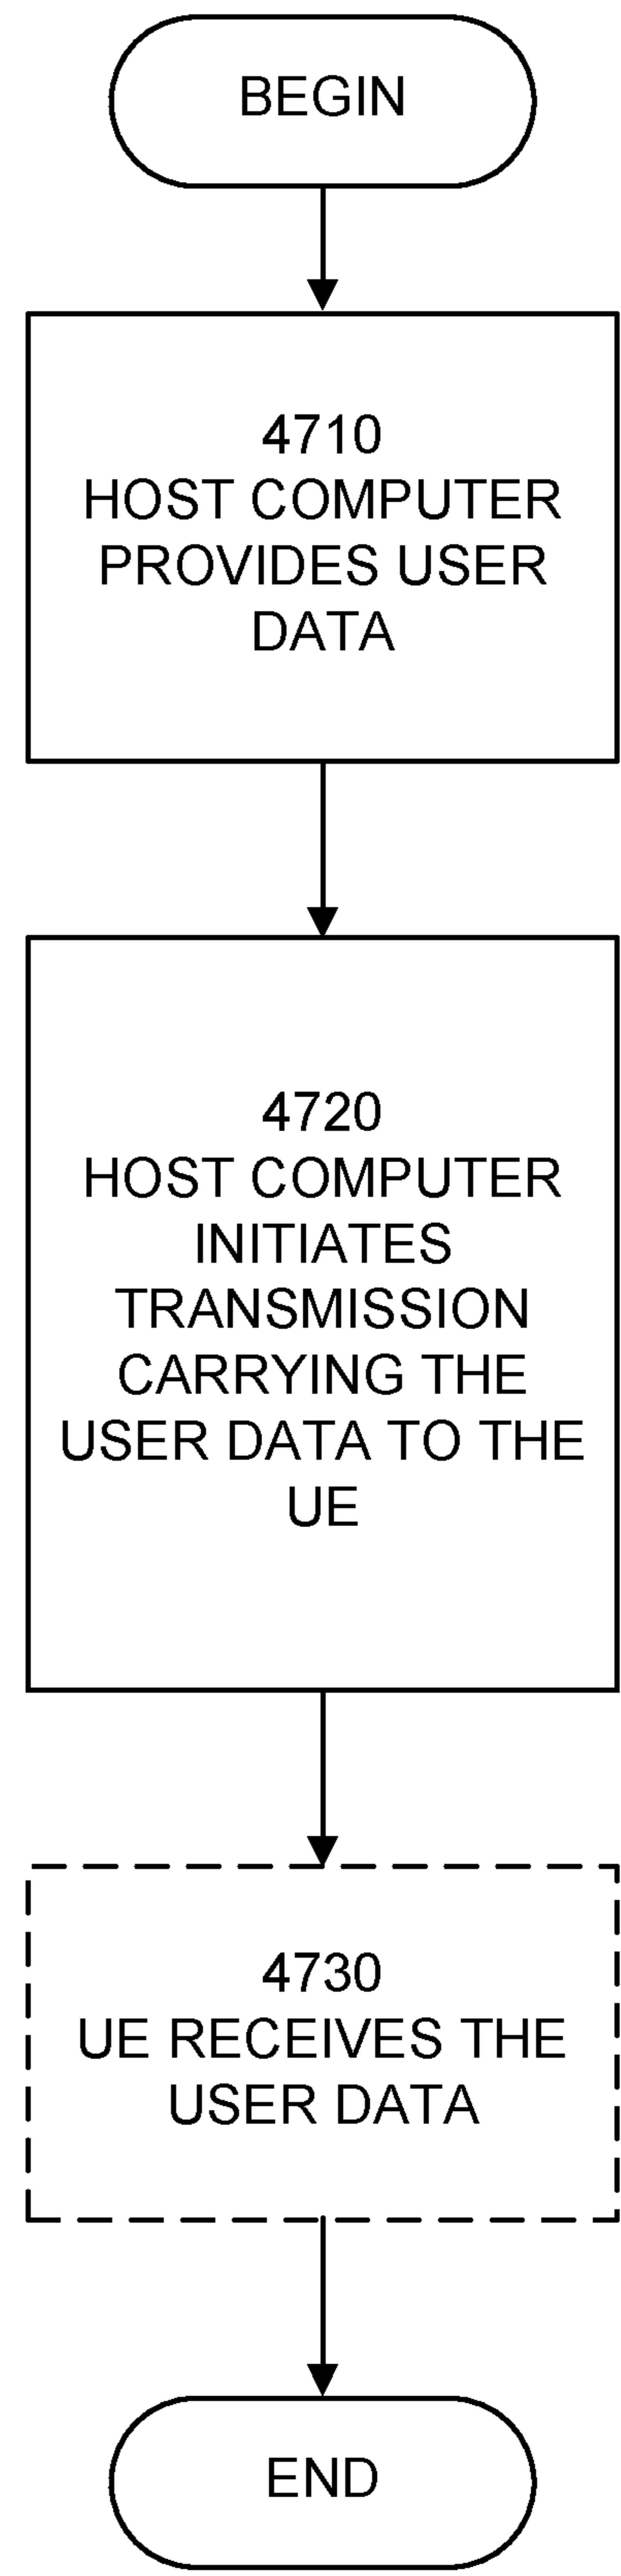 BEGIN
4710
HOST COMPUTER
PROVIDES USER
DATA
4720
HOST COMPUTER
INITIATES
TRANSMISSION
CARRYING THE
USER DATA TO THE
UE
4730
UE RECEIVES THE
USER DATA
END